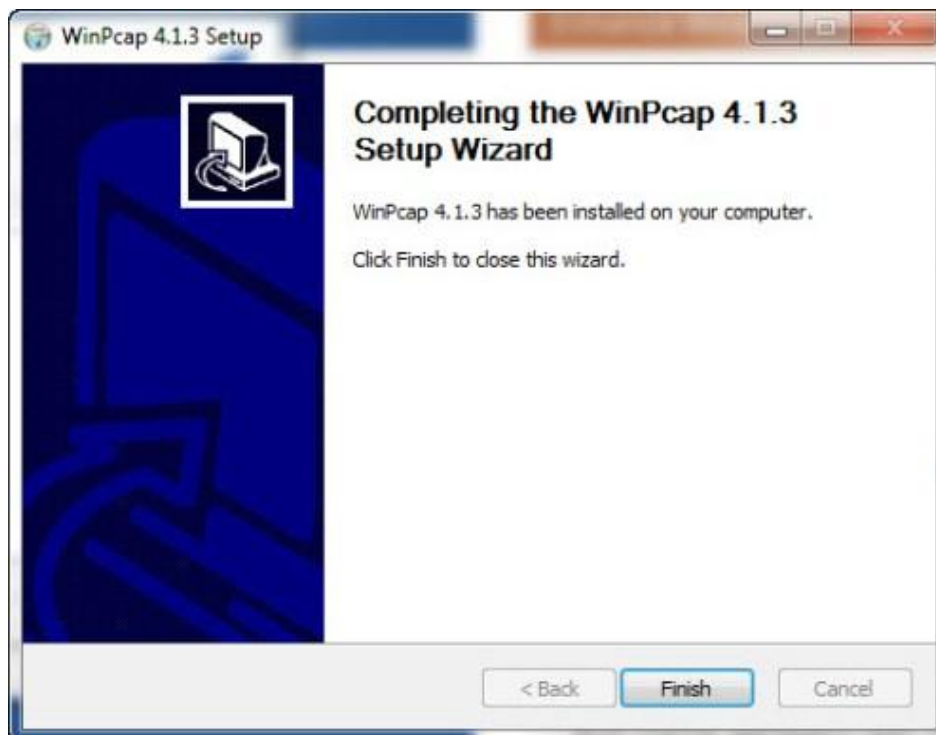 WinPcap 4.1.3 Setup
Completing the WinPcap 4.1.3
Setup Wizard
WinPcap 4.1.3 has been installed on your computer.
Click Finish to close this wizard.
< Back
Finish
Cancel